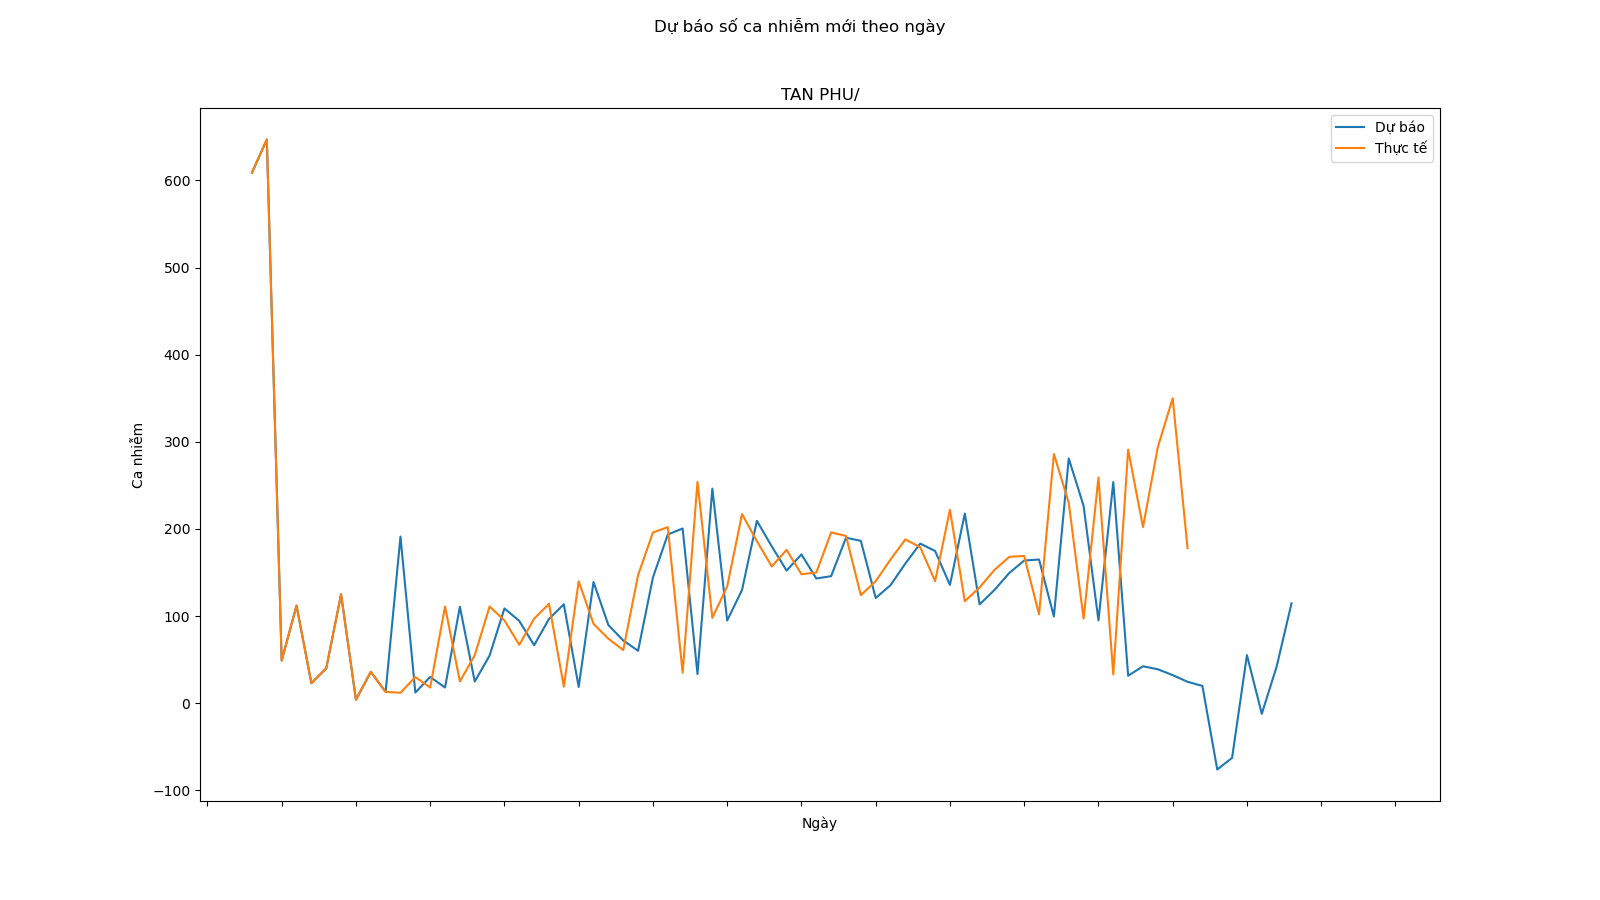 Dự báo số ca nhiễm mới theo ngày
TAN PHU/
Dự báo
Thực tế
600
500
400
300
200
100
0
−100
Ca nhiễm
Ngày